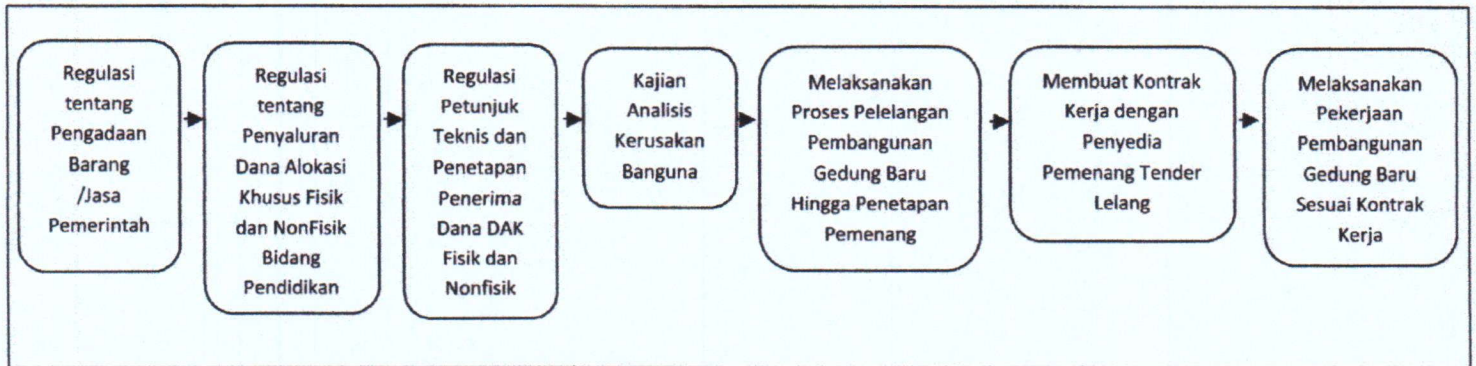 Regulasi
tentang
Pengadaan
Barang
/Jasa
Pemerintah
Regulasi
tentang
Penyaluran
Dana Alokasi
Khusus Fisik
dan NonFisik
Bidang
Pendidikan
Regulasi
Petunjuk
Teknis dan
Penetapan
Penerima
Dana DAK
Fisik dan
Nonfisik
Kajian
Analisis
Kerusakan
Banguna
Melaksanakan
Proses Pelelangan
Pembangunan
Gedung Baru
Hingga Penetapan
Pemenang
Membuat Kontrak
Kerja dengan
Penyedia
Pemenang Tender
Lelang
Melaksanakan
Pekerjaan
Pembangunan
Gedung Baru
Sesuai Kontrak
Kerja